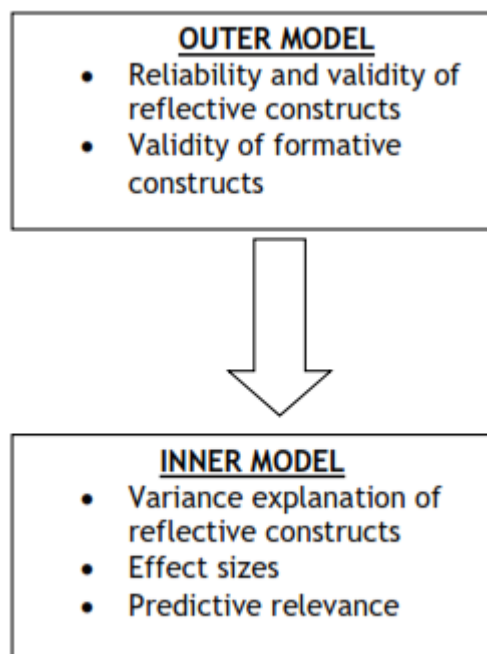 OUTER MODEL
• Reliability and validity of
reflective constructs
• Validity of formative
constructs
INNER MODEL
• Variance explanation of
reflective constructs
• Effect sizes
• Predictive relevance